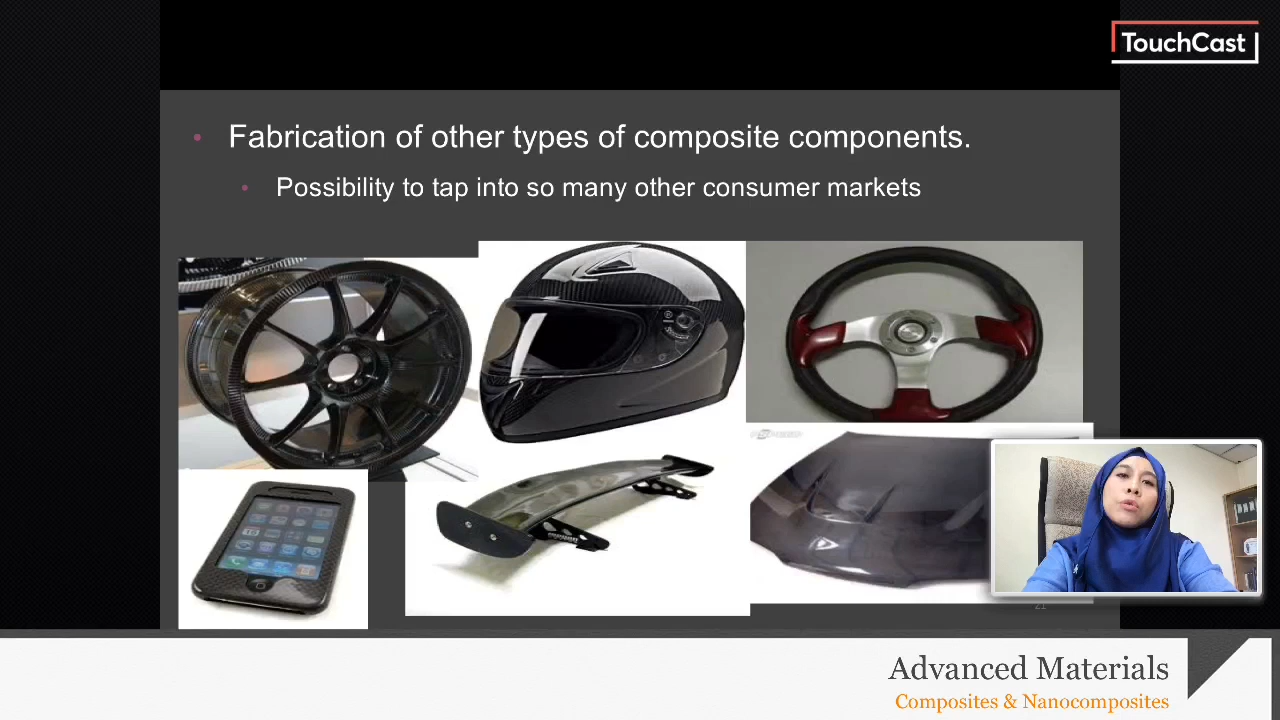 TouchCast
• Fabrication of other types of composite components.
• Possibility to tap into so many other consumer markets
21
Advanced Materials
Composites & Nanocomposites